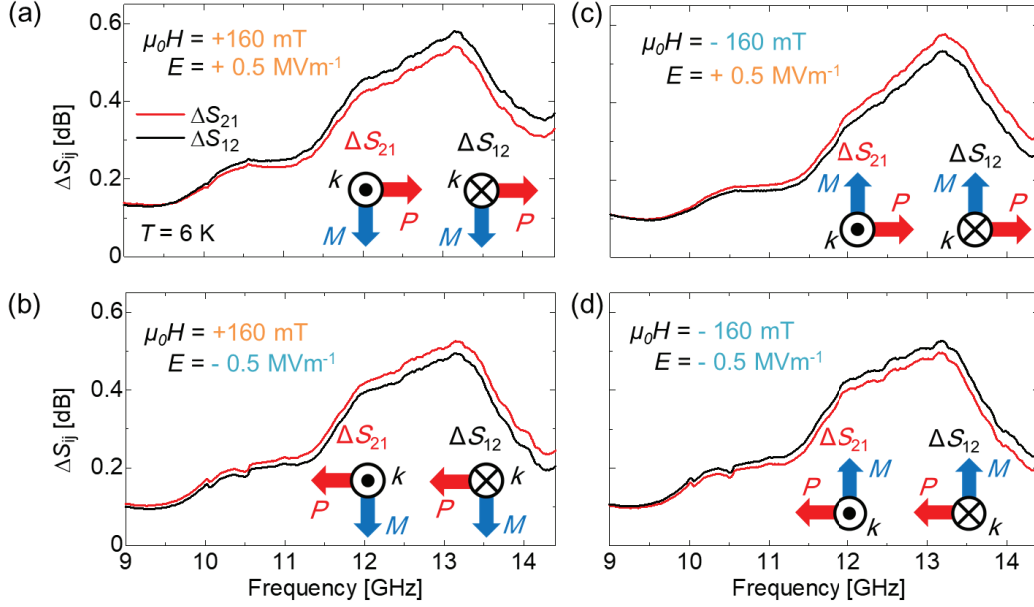 (a)
0.6
μ₀H = +160 mT
E = + 0.5 MVm⁻¹
ΔS₂₁
ΔS₁₂
0.4
ΔSᵢⱼ [dB]
ΔS₂₁
ΔS₁₂
0.2
k
k
P
P
M
M
T = 6 K
0
(c)
μ₀H = - 160 mT
E = + 0.5 MVm⁻¹
ΔS₂₁
ΔS₁₂
M
M
P
P
k
k
(b)
0.6
μ₀H = +160 mT
E = - 0.5 MVm⁻¹
0.4
ΔSᵢⱼ [dB]
ΔS₂₁
ΔS₁₂
0.2
k
k
P
P
M
M
0
9 10 11 12 13 14
Frequency [GHz]
(d)
μ₀H = - 160 mT
E = - 0.5 MVm⁻¹
ΔS₂₁
ΔS₁₂
M
M
P
P
k
k
9 10 11 12 13 14
Frequency [GHz]